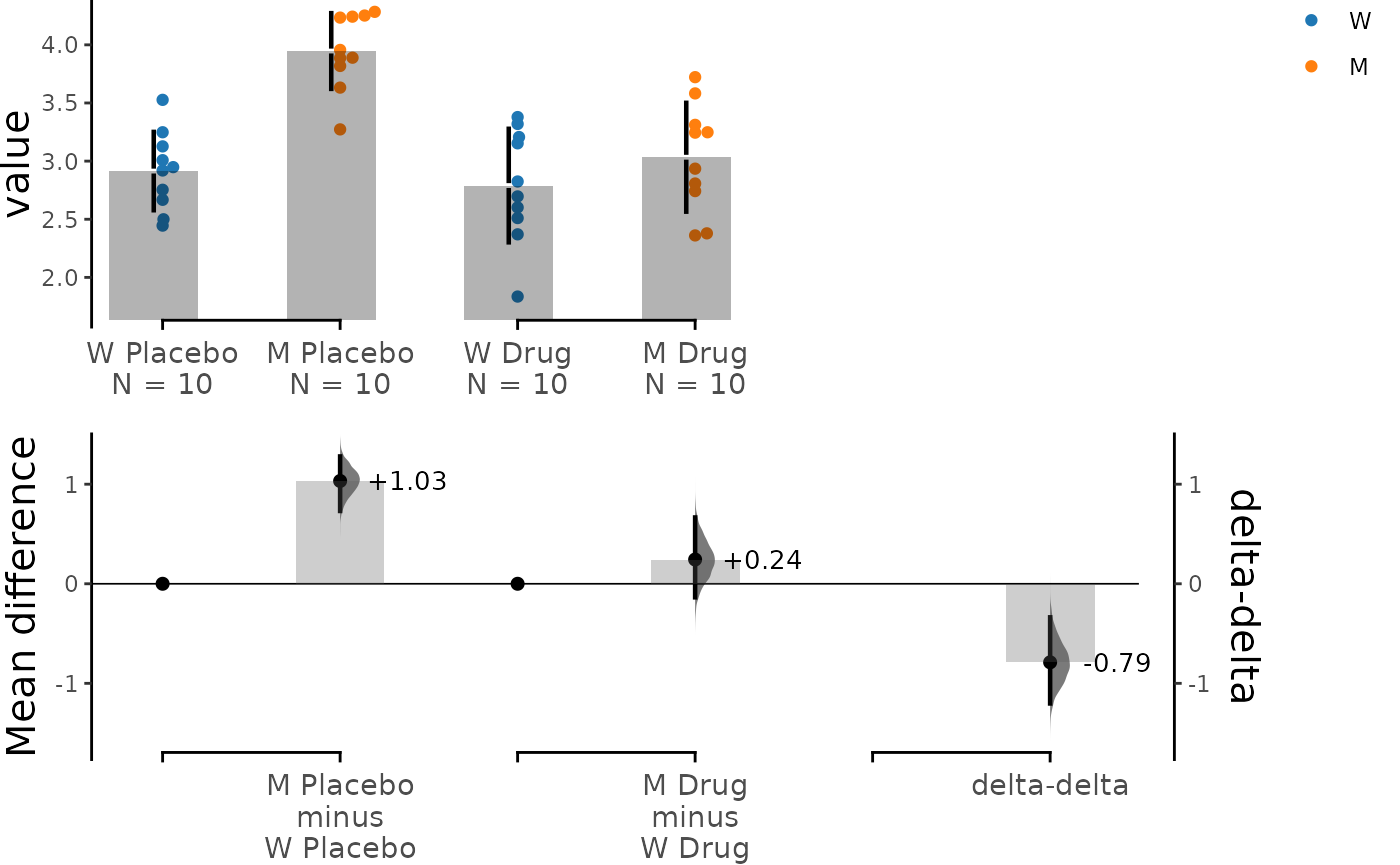 W
M
value
4.0
3.5
3.0
2.5
2.0
W Placebo
N = 10
M Placebo
N = 10
W Drug
N = 10
M Drug
N = 10
Mean difference
1
0
-1
+1.03
+0.24
-0.79
1
0
-1
delta-delta
M Placebo
minus
W Placebo
M Drug
minus
W Drug
delta-delta